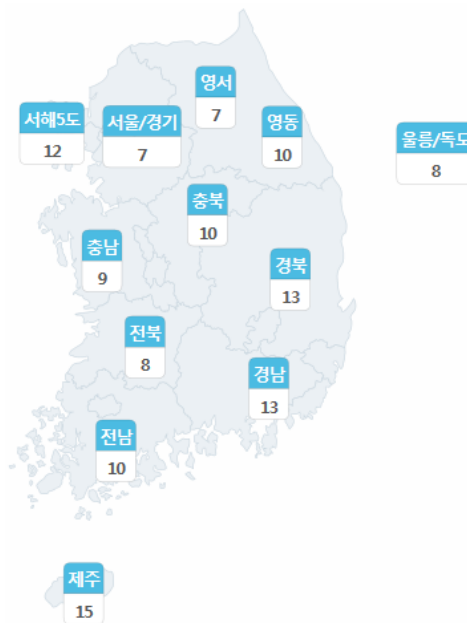 영서
7
서해5도
12
서울/경기
7
영동
10
울릉/독도
8
충북
10
충남
9
경북
13
전북
8
경남
13
전남
10
제주
15